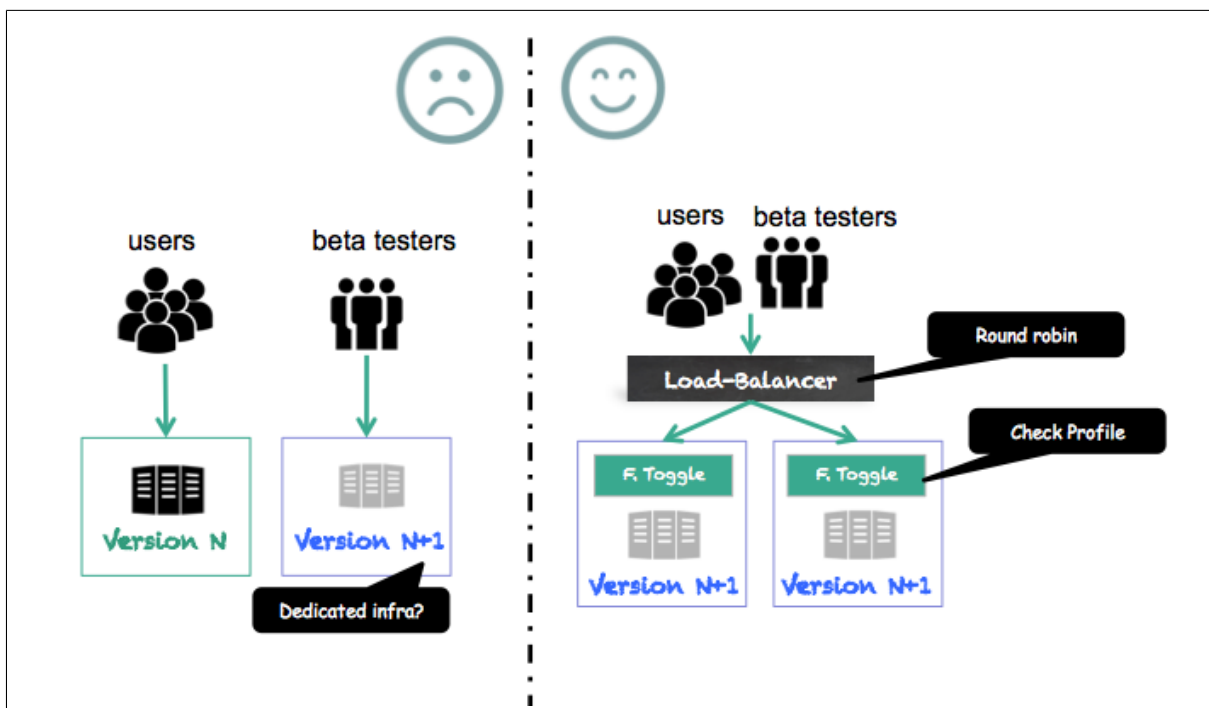 users
beta testers
Version N
Version N+1
Dedicated infra?
users
beta testers
Round robin
Load-Balancer
Check Profile
F. Toggle
F. Toggle
Version N+1
Version N+1